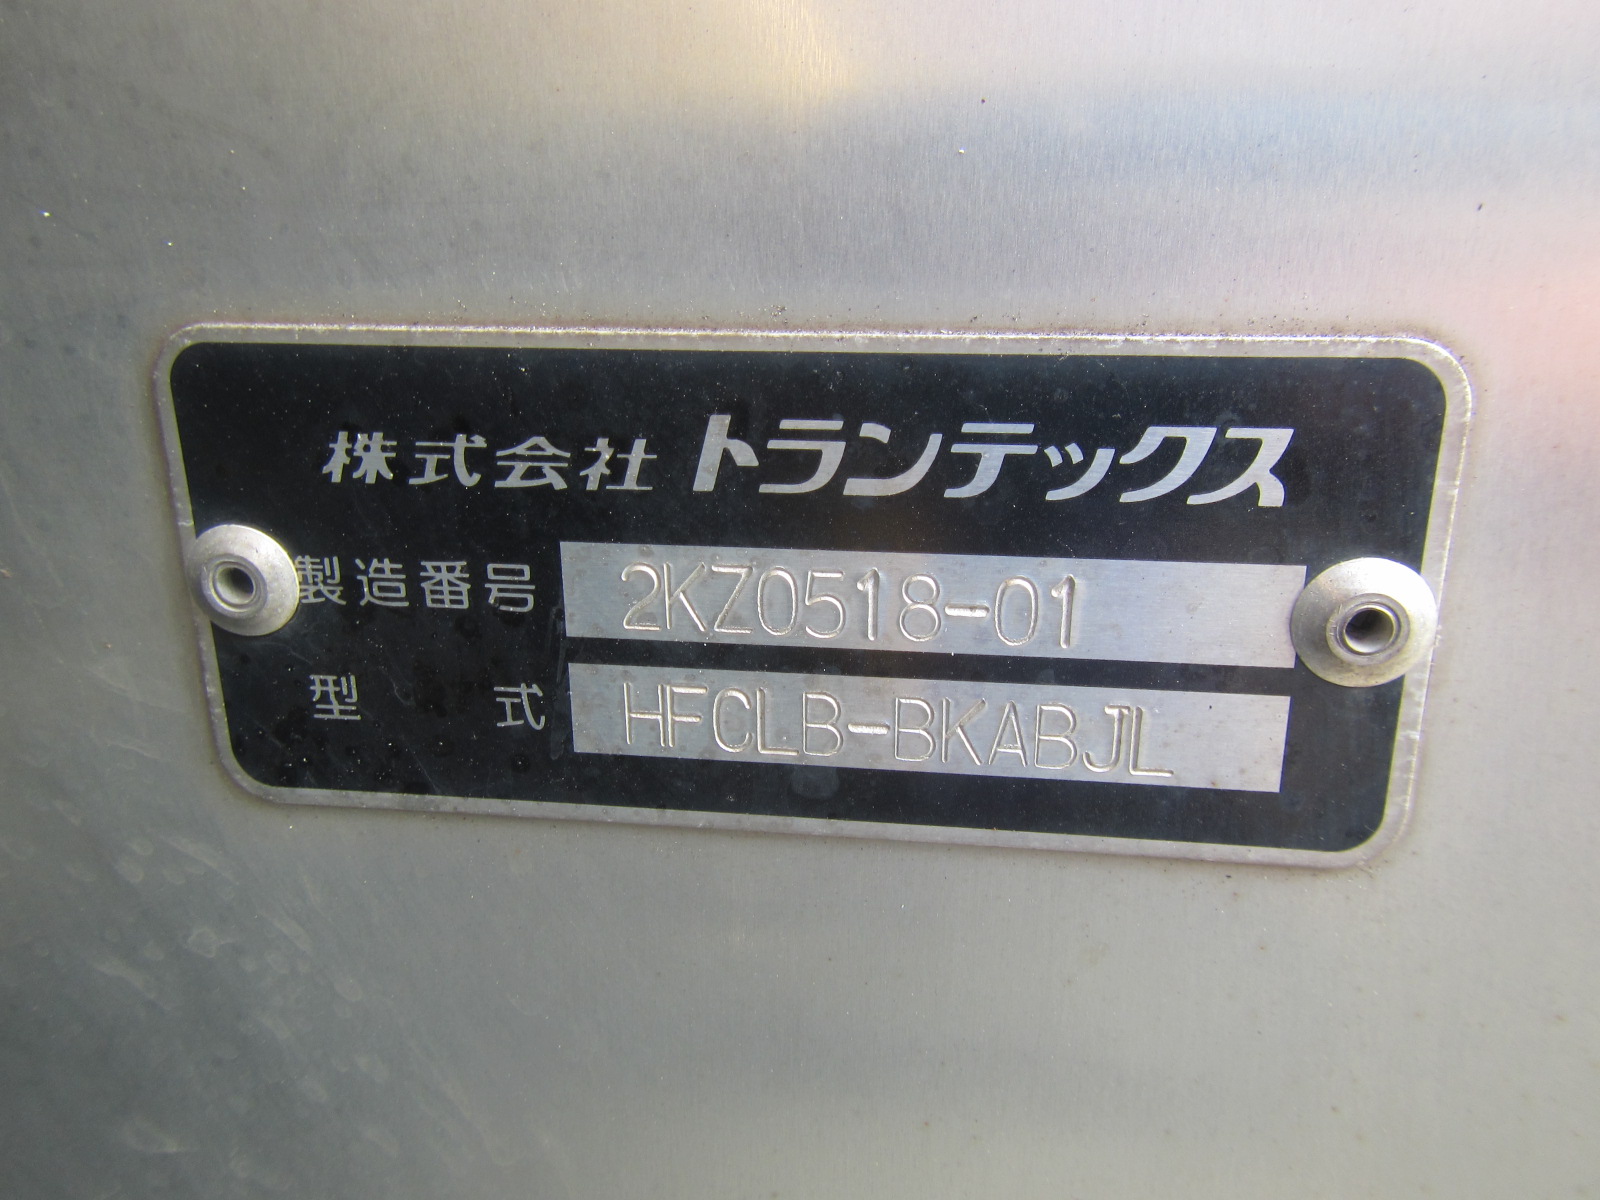 株式会社 トランテックス
製造番号 2KZ0518-01
型式 HFCLB-BKABJL